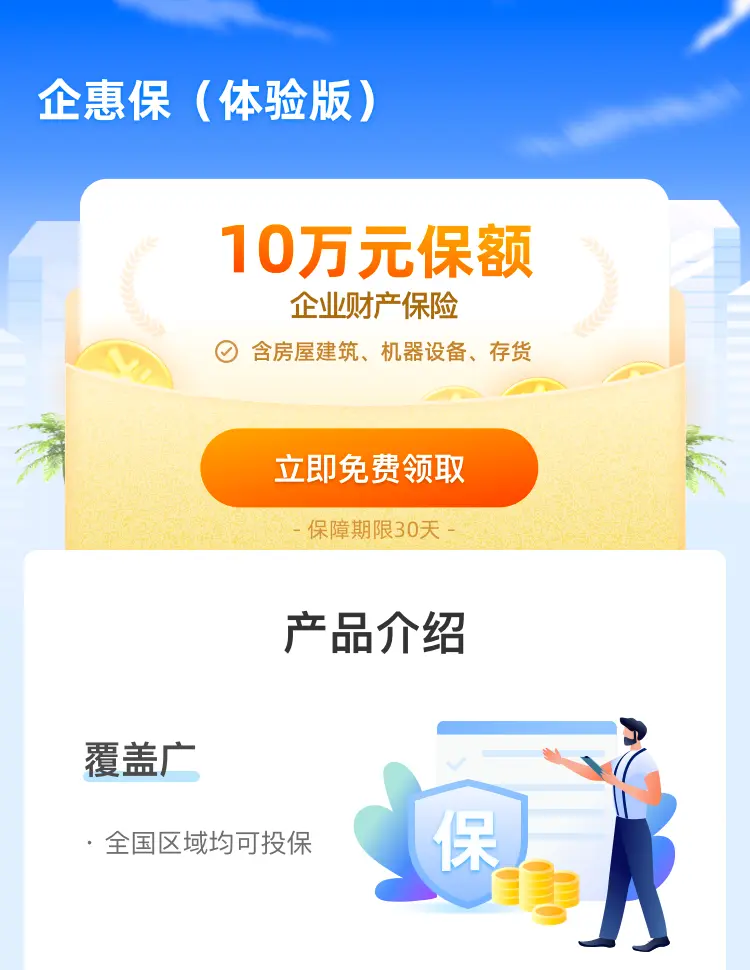 企惠保（体验版）
10万元保额
企业财产保险
含房屋建筑、机器设备、存货
立即免费领取
- 保障期限30天 -
产品介绍
覆盖广
· 全国区域均可投保
保